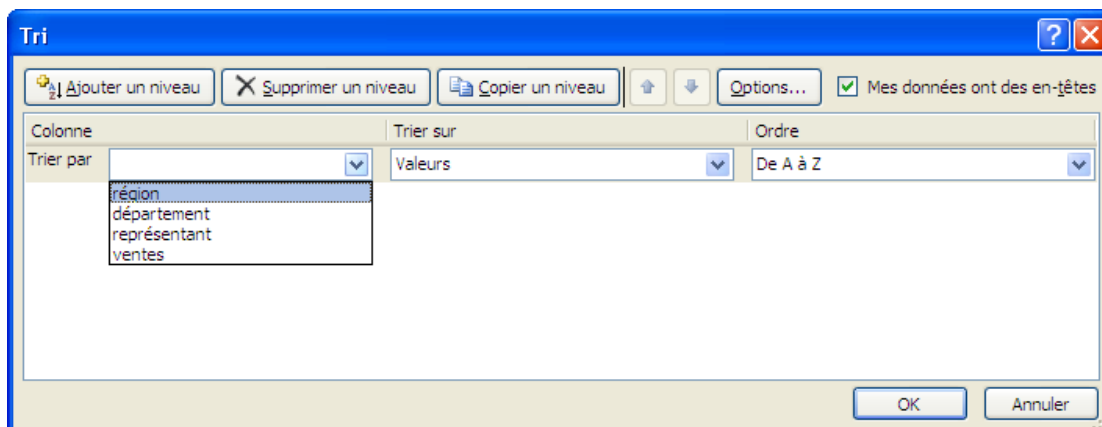 Tri
Ajouter un niveau Supprimer un niveau Copier un niveau Options... Mes données ont des en-têtes
Colonne Trier sur Ordre
Trier par Valeurs De A à Z
région
département
représentant
ventes
OK Annuler